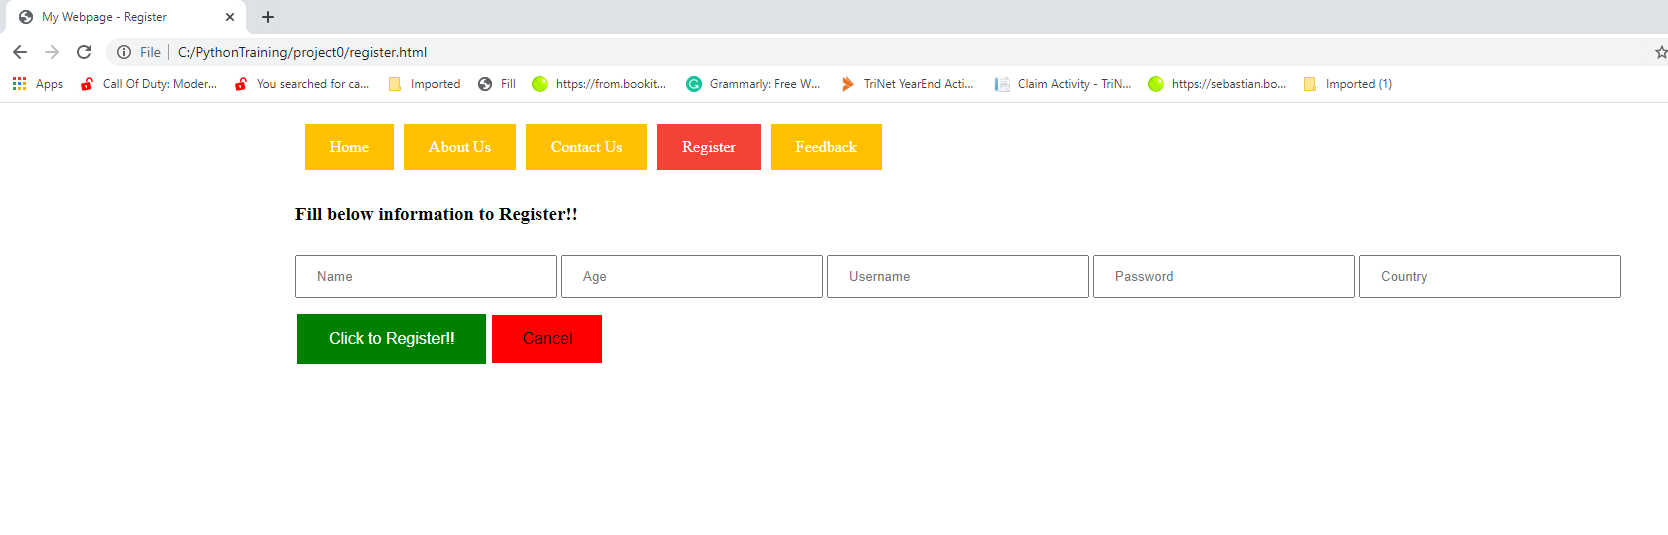 My Webpage - Register
File | C:/PythonTraining/project0/register.html
Apps Call Of Duty: Moder... You searched for ca... Imported Fill https://from.bookit... Grammarly: Free W... TriNet YearEnd Acti... Claim Activity - TriN... https://sebastian.bo... Imported (1)
Home About Us Contact Us Register Feedback
Fill below information to Register!!
Name Age Username Password Country
Click to Register!! Cancel